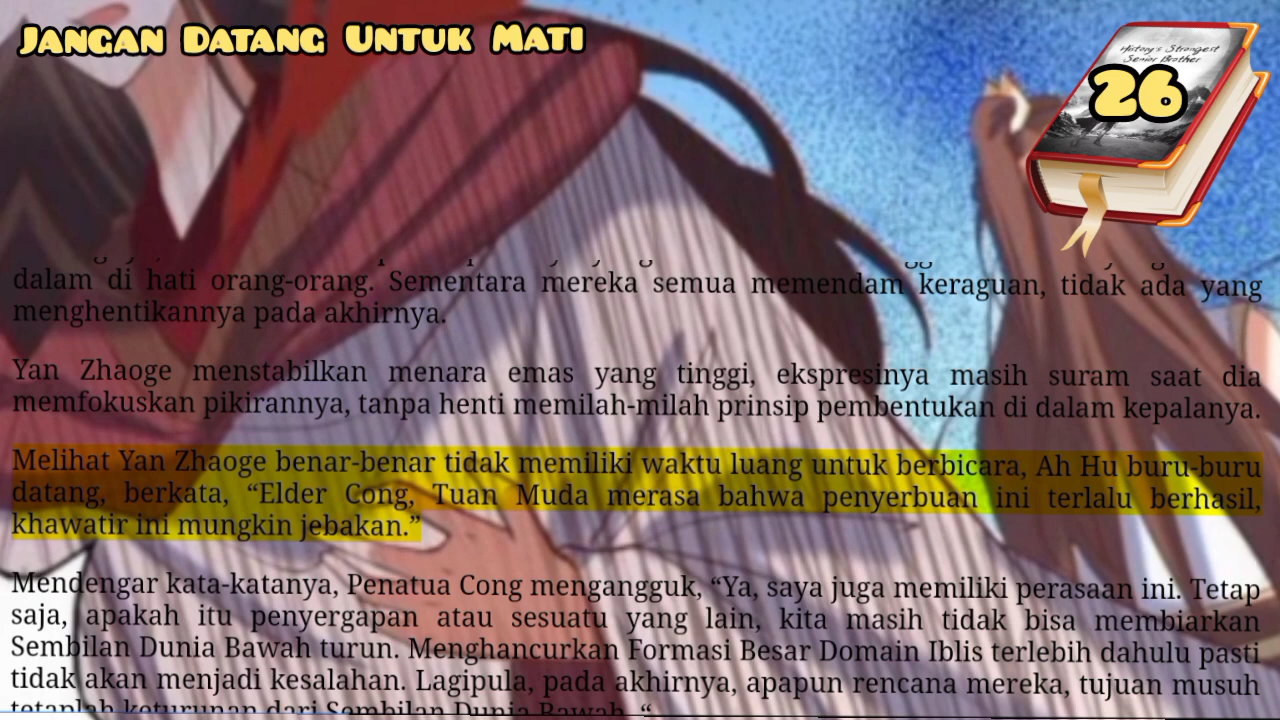 Jangan Datang Untuk Mati
History's Strongest
Senior Brother
26
dalam di hati orang-orang. Sementara mereka semua memendam keraguan, tidak ada yang
menghentikannya pada akhirnya.
Yan Zhaoge menstabilkan menara emas yang tinggi, ekspresinya masih suram saat dia
memfokuskan pikirannya, tanpa henti memilah-milah prinsip pembentukan di dalam kepalanya.
Melihat Yan Zhaoge benar-benar tidak memiliki waktu luang untuk berbicara, Ah Hu buru-buru
datang, berkata, “Elder Cong, Tuan Muda merasa bahwa penyerbuan ini terlalu berhasil,
khawatir ini mungkin jebakan.”
Mendengar kata-katanya, Penatua Cong mengangguk, “Ya, saya juga memiliki perasaan ini. Tetap
saja, apakah itu penyergapan atau sesuatu yang lain, kita masih tidak bisa membiarkan
Sembilan Dunia Bawah turun. Menghancurkan Formasi Besar Domain Iblis terlebih dahulu pasti
tidak akan menjadi kesalahan. Lagipula, pada akhirnya, apapun rencana mereka, tujuan musuh
tetaplah keturunan dari Sembilan Dunia Bawah. “